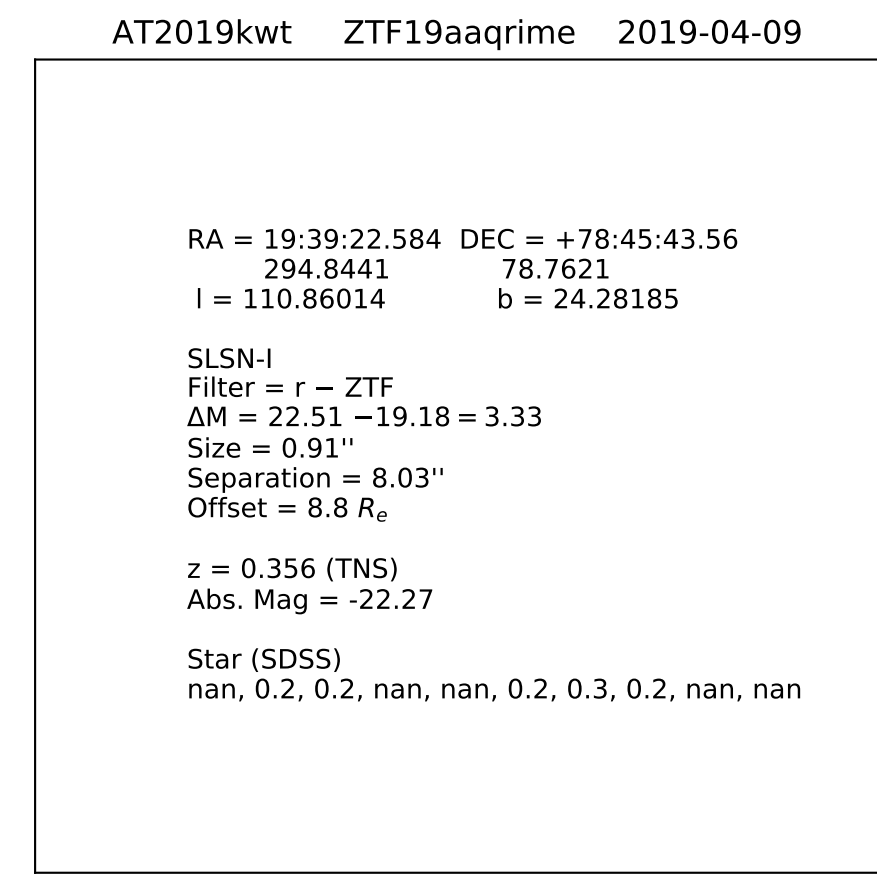 AT2019kwt ZTF19aaqrime 2019-04-09
RA = 19:39:22.584 DEC = +78:45:43.56
294.8441 78.7621
l = 110.86014 b = 24.28185
SLSN-I
Filter = r − ZTF
ΔM = 22.51 −19.18 = 3.33
Size = 0.91''
Separation = 8.03''
Offset = 8.8 Rₑ
z = 0.356 (TNS)
Abs. Mag = -22.27
Star (SDSS)
nan, 0.2, 0.2, nan, nan, 0.2, 0.3, 0.2, nan, nan